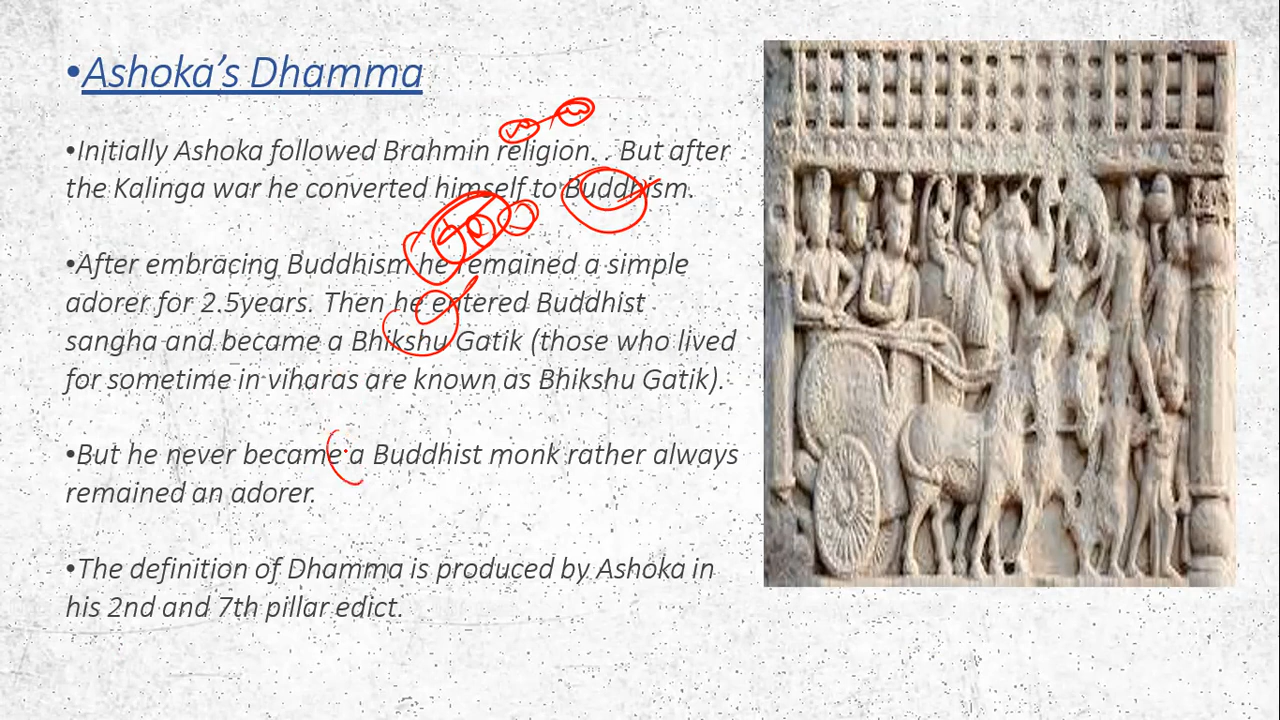 •Ashoka's Dhamma
•Initially Ashoka followed Brahmin religion. . But after
the Kalinga war he converted himself to Buddhism.
•After embracing Buddhism he remained a simple
adorer for 2.5years. Then he entered Buddhist
sangha and became a Bhikshu Gatik (those who lived
for sometime in viharas are known as Bhikshu Gatik).
•But he never became a Buddhist monk rather always
remained an adorer.
•The definition of Dhamma is produced by Ashoka in
his 2nd and 7th pillar edict.